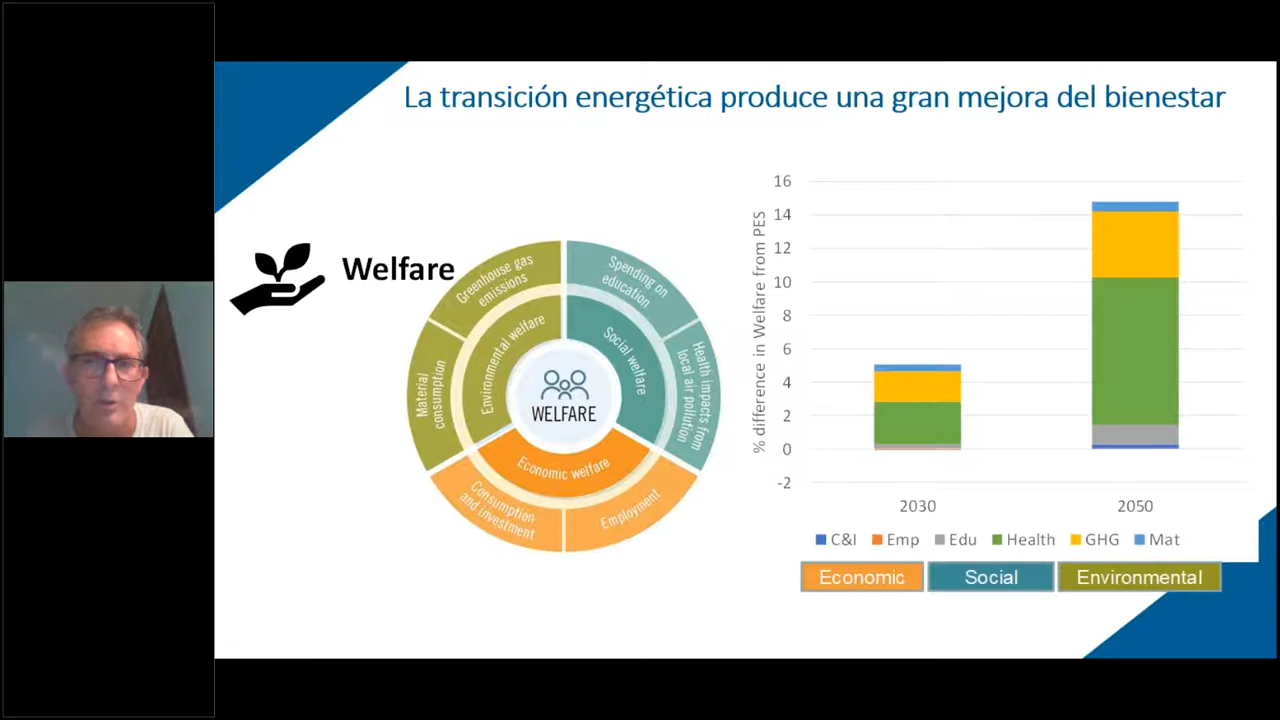 La transición energética produce una gran mejora del bienestar
Welfare
Greenhouse gas
emissions
Spending on
education
Environmental welfare
Social welfare
Material
consumption
Health impacts from
local air pollution
WELFARE
Economic welfare
Consumption
and investment
Employment
% difference in Welfare from PES
16
14
12
10
8
6
4
2
0
-2
2030
2050
C&I
Emp
Edu
Health
GHG
Mat
Economic
Social
Environmental